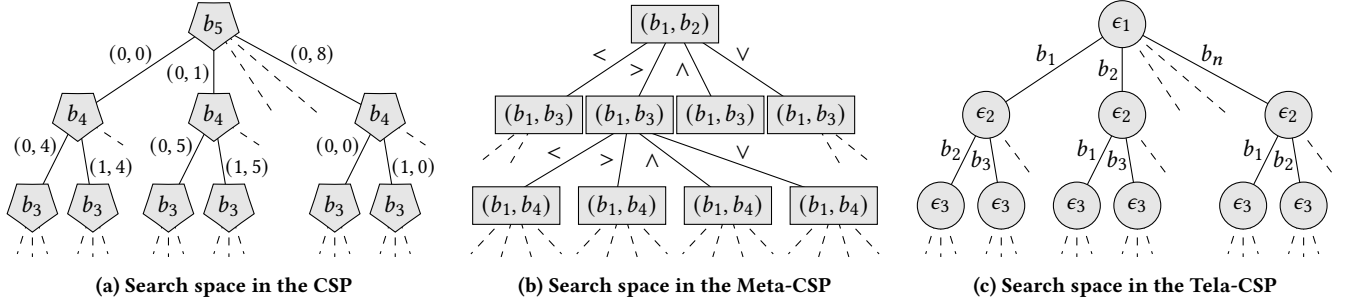 b5
(0, 0) (0, 1) (0, 8)
b4 b4 b4
(0, 4) (1, 4) (0, 5) (1, 5) (0, 0) (1, 0)
b3 b3 b3 b3 b3 b3
(a) Search space in the CSP
(b1, b2)
< > ∧ ∨
(b1, b3) (b1, b3) (b1, b3) (b1, b3)
< > ∧ ∨
(b1, b4) (b1, b4) (b1, b4) (b1, b4)
(b) Search space in the Meta-CSP
ϵ1
b1 b2 bn
ϵ2 ϵ2 ϵ2
b2 b3 b1 b3 b1 b2
ϵ3 ϵ3 ϵ3 ϵ3 ϵ3 ϵ3
(c) Search space in the Tela-CSP